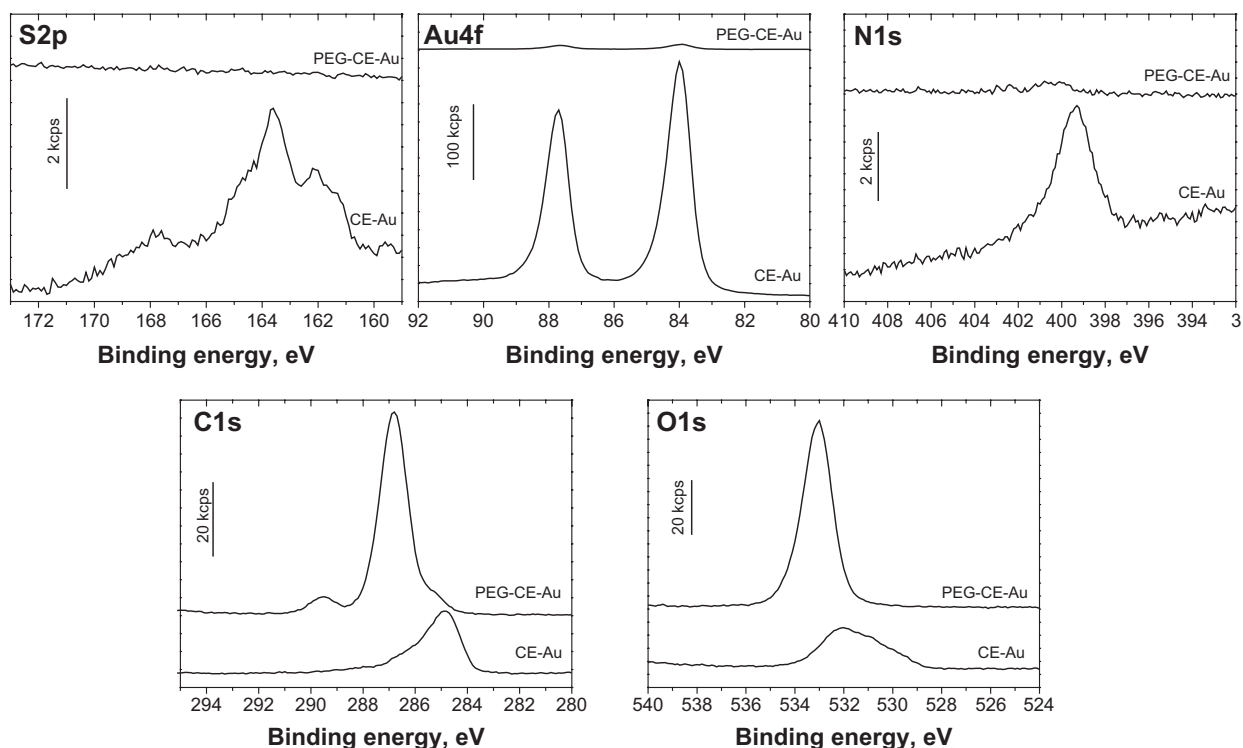 S2p
PEG-CE-Au
2 kcps
CE-Au
172 170 168 166 164 162 160
Binding energy, eV
Au4f
PEG-CE-Au
100 kcps
CE-Au
92 90 88 86 84 82 80
Binding energy, eV
N1s
PEG-CE-Au
2 kcps
CE-Au
410 408 406 404 402 400 398 396 394 3
Binding energy, eV
C1s
20 kcps
PEG-CE-Au
CE-Au
294 292 290 288 286 284 282 280
Binding energy, eV
O1s
20 kcps
PEG-CE-Au
CE-Au
540 538 536 534 532 530 528 526 524
Binding energy, eV